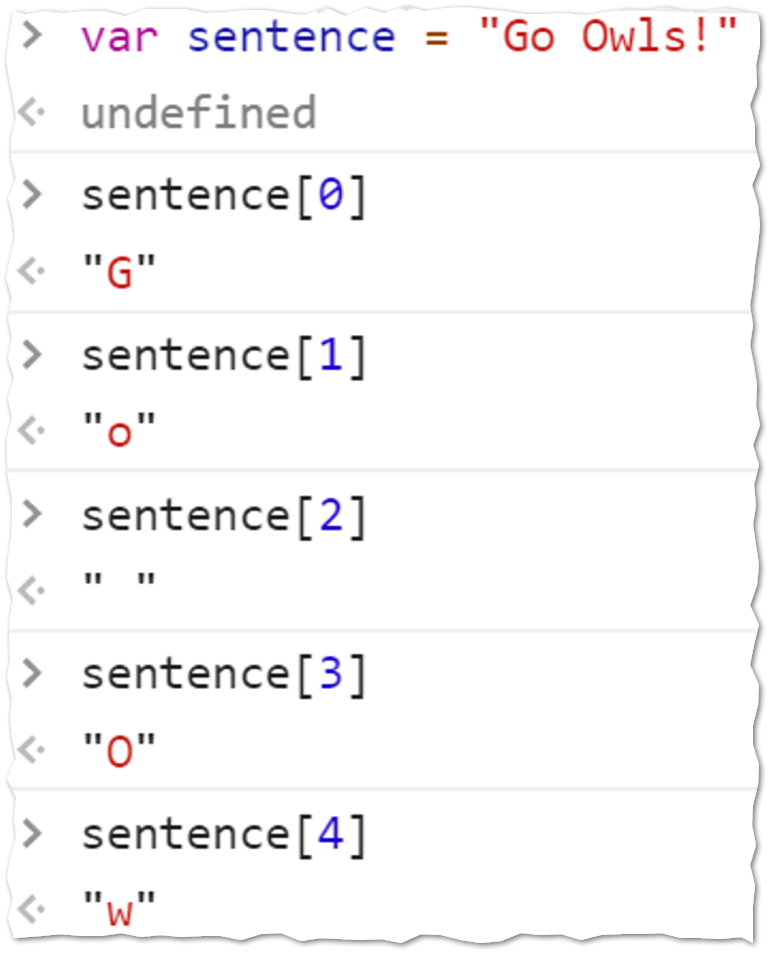 > var sentence = "Go Owls!"
<· undefined
> sentence[0]
<· "G"
> sentence[1]
<· "o"
> sentence[2]
<· " "
> sentence[3]
<· "O"
> sentence[4]
<· "w"